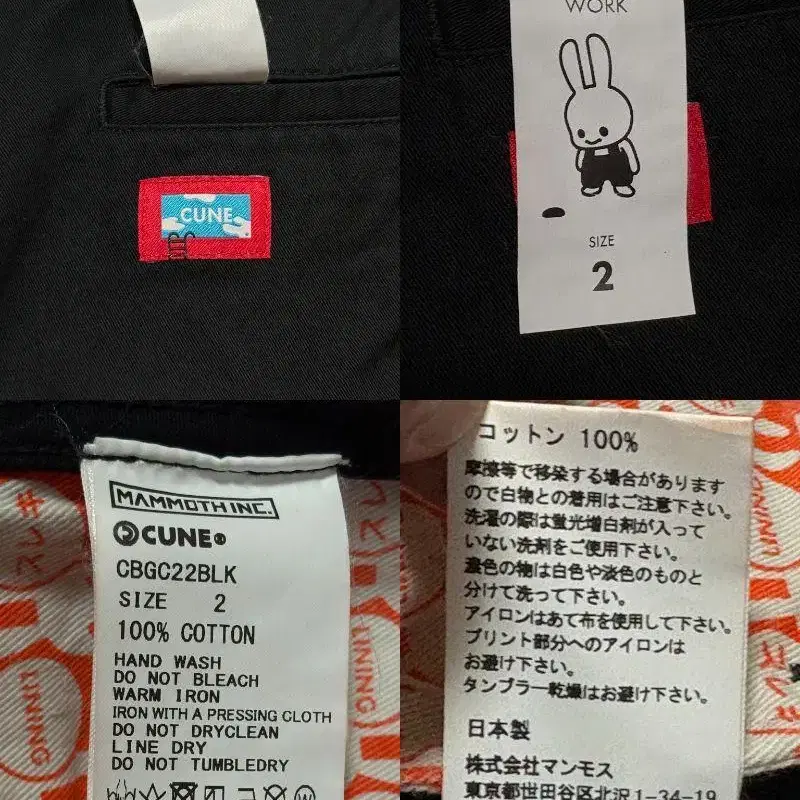 CUNE
WORK
SIZE
2
MAMMOTH INC.
CUNE®
CBGC22BLK
SIZE 2
100% COTTON
HAND WASH
DO NOT BLEACH
WARM IRON
IRON WITH A PRESSING CLOTH
DO NOT DRYCLEAN
LINE DRY
DO NOT TUMBLEDRY
スレキ
LINING
LINING
コットン 100%
摩擦等で移染する場合があります
ので白物との着用はご注意下さい。
洗濯の際は蛍光増白剤が入って
いない洗剤をご使用下さい。
濃色の物は白色や淡色のものと
分けて洗って下さい。
アイロンはあて布を使用して下さい。
プリント部分へのアイロンは
お避け下さい。
タンブラー乾燥はお避け下さい。
日本製
株式会社マンモス
東京都世田谷区北沢1-34-19
LINING